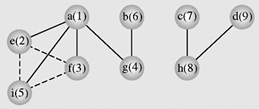 a(1) b(6) c(7) d(9)
e(2) f(3) g(4) h(8)
i(5)